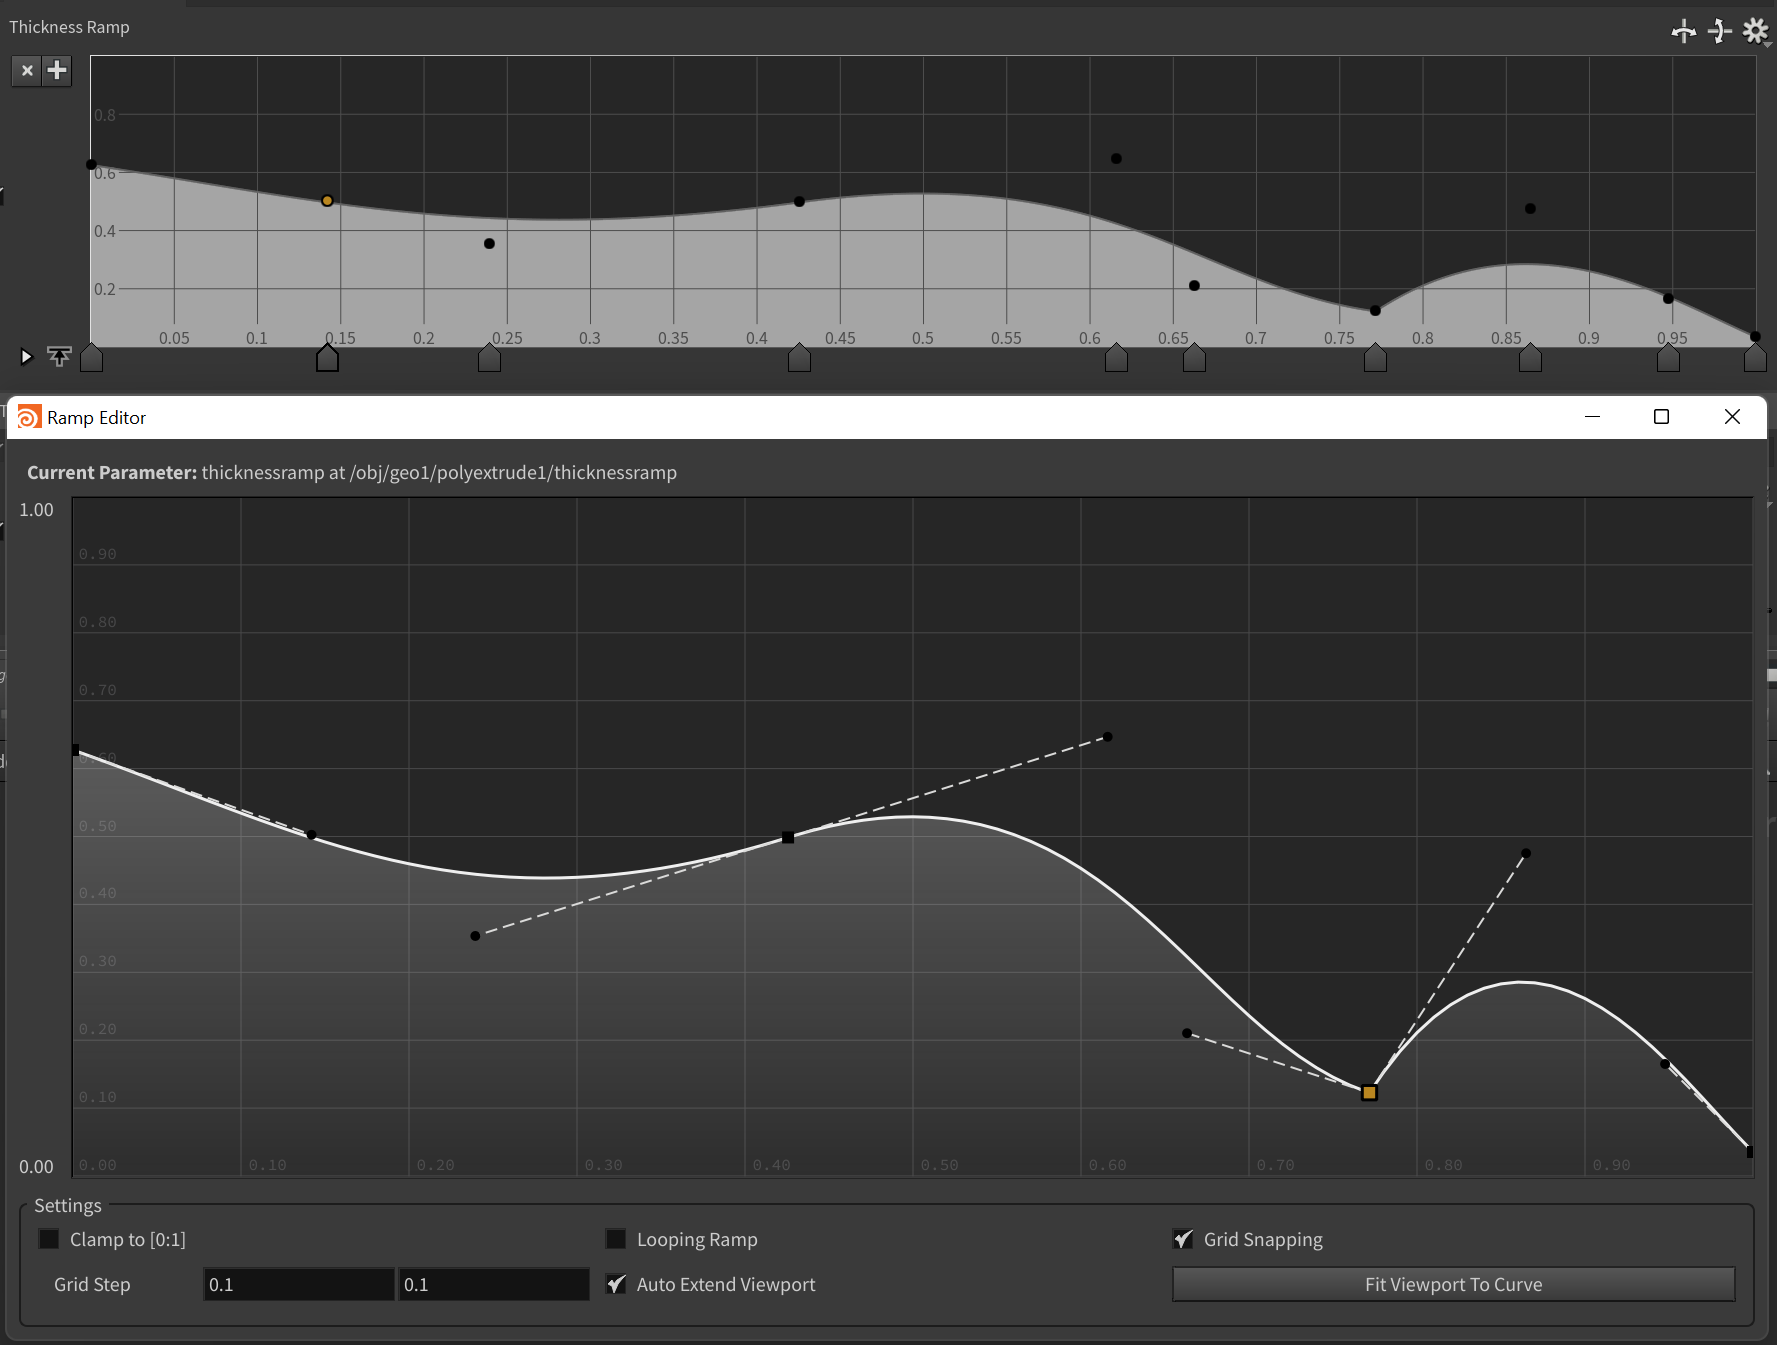 Thickness Ramp
0.8
0.6
0.4
0.2
0.05 0.1 0.15 0.2 0.25 0.3 0.35 0.4 0.45 0.5 0.55 0.6 0.65 0.7 0.75 0.8 0.85 0.9 0.95
Ramp Editor
Current Parameter: thicknessramp at /obj/geo1/polyextrude1/thicknessramp
1.00
0.90
0.80
0.70
0.60
0.50
0.40
0.30
0.20
0.10
0.00 0.00 0.10 0.20 0.30 0.40 0.50 0.60 0.70 0.80 0.90
Settings
Clamp to [0:1] Looping Ramp Grid Snapping
Grid Step 0.1 0.1 Auto Extend Viewport Fit Viewport To Curve